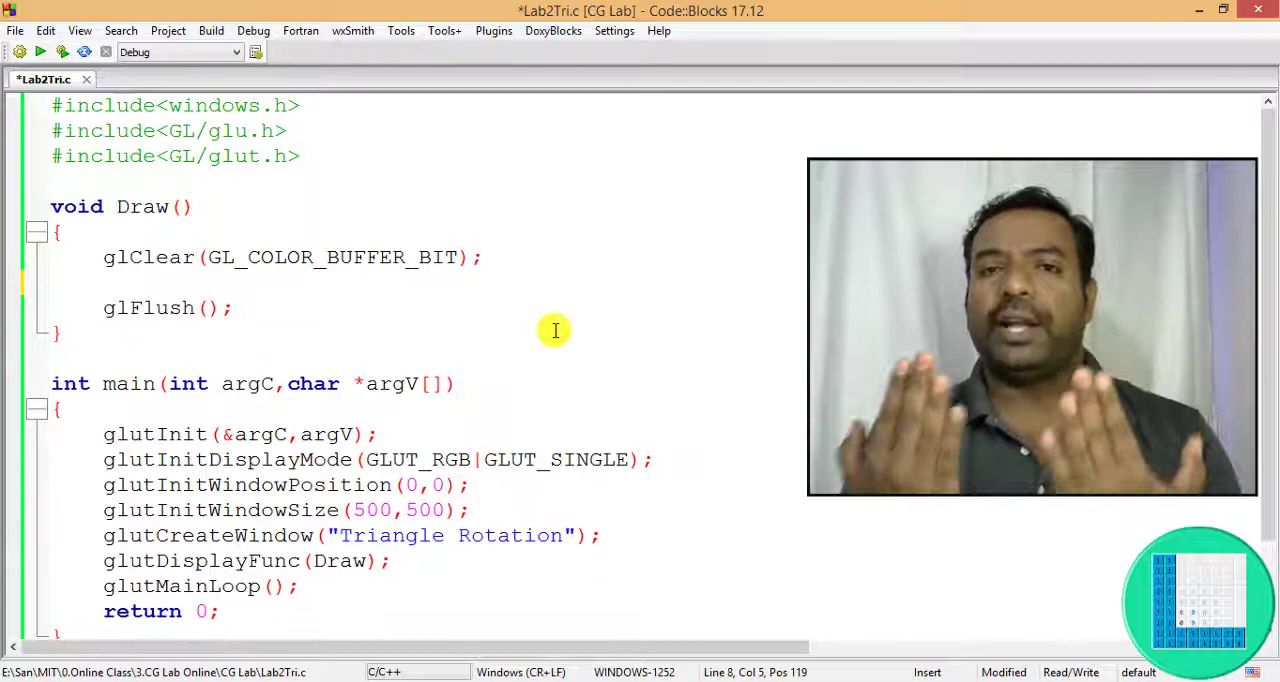 *Lab2Tri.c [CG Lab] - Code::Blocks 17.12
File Edit View Search Project Build Debug Fortran wxSmith Tools Tools+ Plugins DoxyBlocks Settings Help
Debug
*Lab2Tri.c
#include<windows.h>
#include<GL/glu.h>
#include<GL/glut.h>
void Draw()
{
glClear(GL_COLOR_BUFFER_BIT);
glFlush();
}
int main(int argC,char *argV[])
{
glutInit(&argC,argV);
glutInitDisplayMode(GLUT_RGB|GLUT_SINGLE);
glutInitWindowPosition(0,0);
glutInitWindowSize(500,500);
glutCreateWindow("Triangle Rotation");
glutDisplayFunc(Draw);
glutMainLoop();
return 0;
}
E:\San\MIT\0.Online Class\3.CG Lab Online\CG Lab\Lab2Tri.c C/C++ Windows (CR+LF) WINDOWS-1252 Line 8, Col 5, Pos 119 Insert Modified Read/Write default